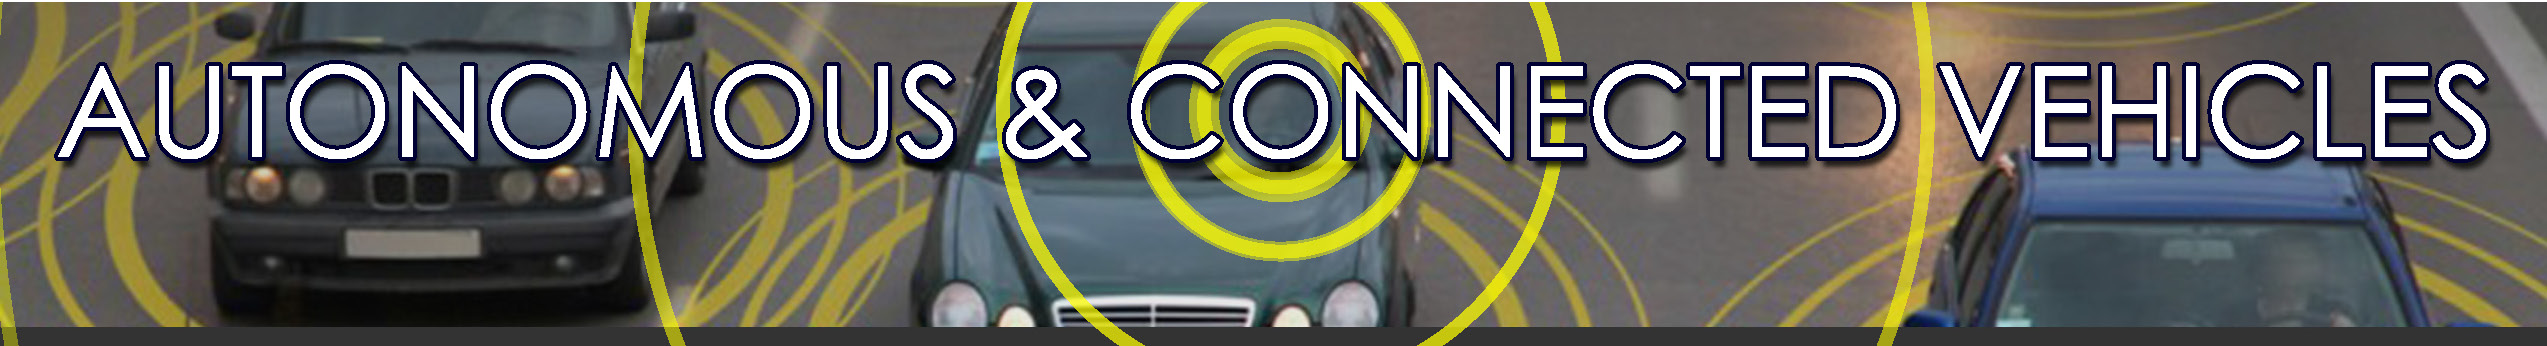 AUTONOMOUS & CONNECTED VEHICLES